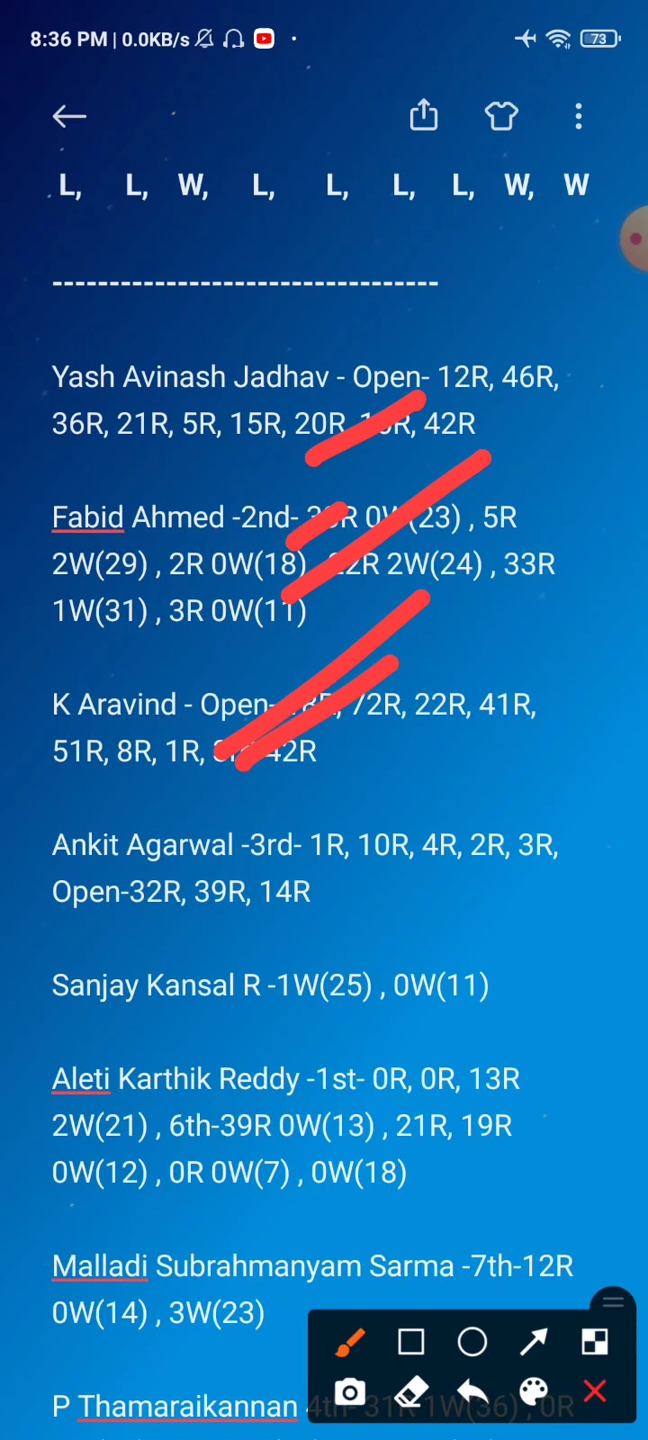 8:36 PM | 0.0KB/s
73
L, L, W, L, L, L, L, W, W
---------------------------------
Yash Avinash Jadhav - Open- 12R, 46R,
36R, 21R, 5R, 15R, 20R, 42R
Fabid Ahmed -2nd- (23) , 5R
2W(29) , 2R 0W(18) 2W(24) , 33R
1W(31) , 3R 0W(11)
K Aravind - Open- 72R, 22R, 41R,
51R, 8R, 1R, 42R
Ankit Agarwal -3rd- 1R, 10R, 4R, 2R, 3R,
Open-32R, 39R, 14R
Sanjay Kansal R -1W(25) , 0W(11)
Aleti Karthik Reddy -1st- 0R, 0R, 13R
2W(21) , 6th-39R 0W(13) , 21R, 19R
0W(12) , 0R 0W(7) , 0W(18)
Malladi Subrahmanyam Sarma -7th-12R
0W(14) , 3W(23)
P Thamaraikannan 4th- 31R 1W(36) , 0R